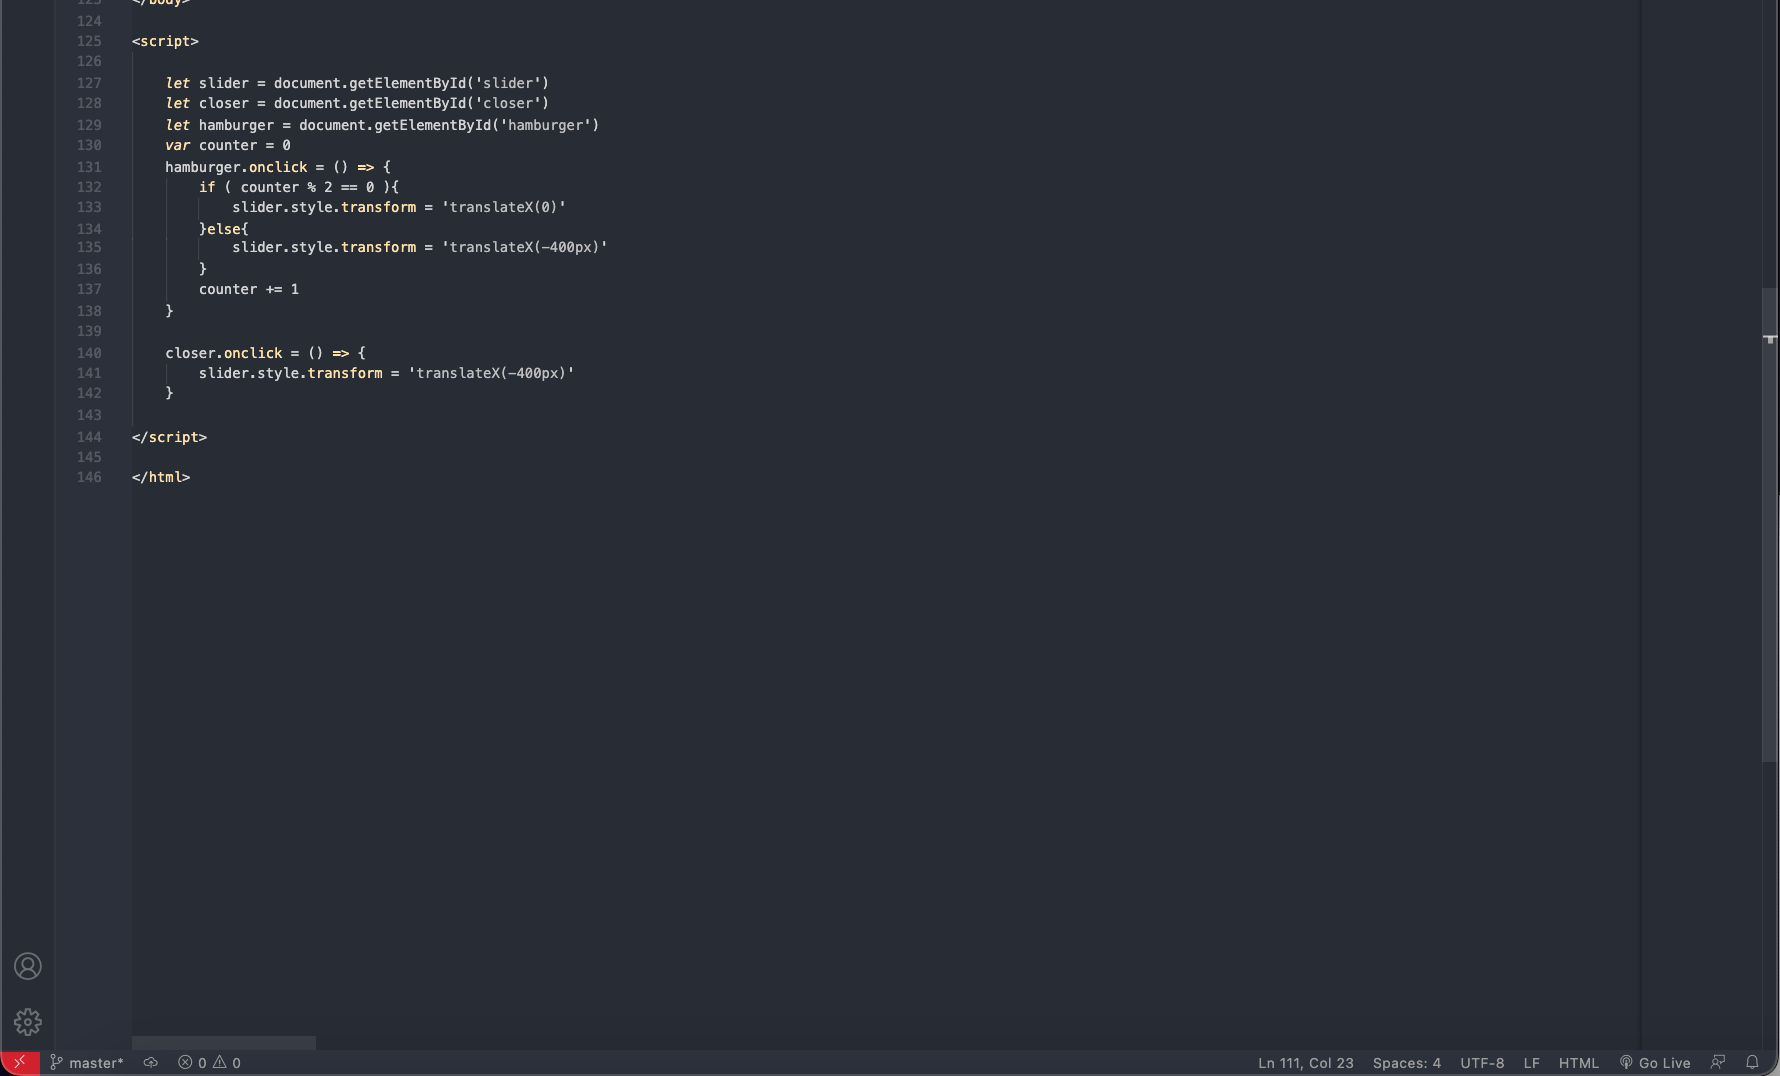 123 </body>
124
125 <script>
126
127 let slider = document.getElementById('slider')
128 let closer = document.getElementById('closer')
129 let hamburger = document.getElementById('hamburger')
130 var counter = 0
131 hamburger.onclick = () => {
132 if ( counter % 2 == 0 ){
133 slider.style.transform = 'translateX(0)'
134 }else{
135 slider.style.transform = 'translateX(-400px)'
136 }
137 counter += 1
138 }
139
140 closer.onclick = () => {
141 slider.style.transform = 'translateX(-400px)'
142 }
143
144 </script>
145
146 </html>
master* 0 0 Ln 111, Col 23 Spaces: 4 UTF-8 LF HTML Go Live